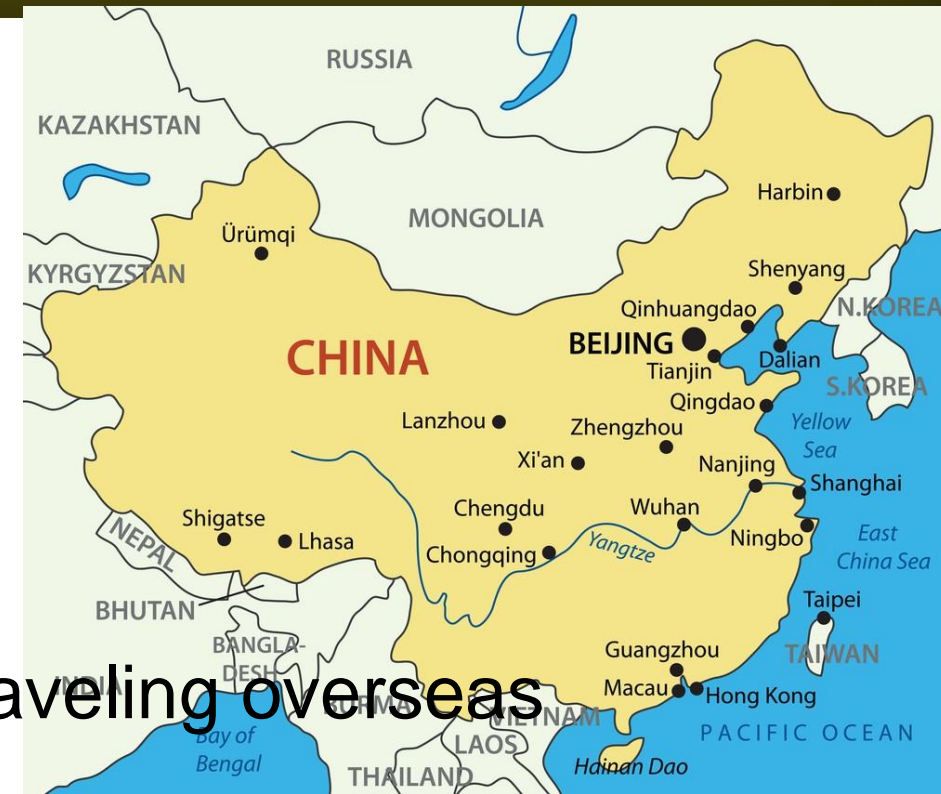 RUSSIA
KAZAKHSTAN
MONGOLIA
Harbin
Ürümqi
KYRGYZSTAN
Shenyang
Qinhuangdao
N.KOREA
BEIJING
CHINA
Tianjin
Dalian
S.KOREA
Qingdao
Lanzhou
Zhengzhou
Yellow
Sea
Xi'an
Nanjing
Shanghai
Chengdu
Wuhan
Shigatse
Lhasa
NEPAL
Chongqing
Yangtze
Ningbo
East
China Sea
BHUTAN
Taipei
BANGLA-
DESH
Guangzhou
TAIWAN
INDIA
aveling overseas
BURMA
Macau
Hong Kong
VIETNAM
Bay of
Bengal
LAOS
PACIFIC OCEAN
THAILAND
Hainan Dao